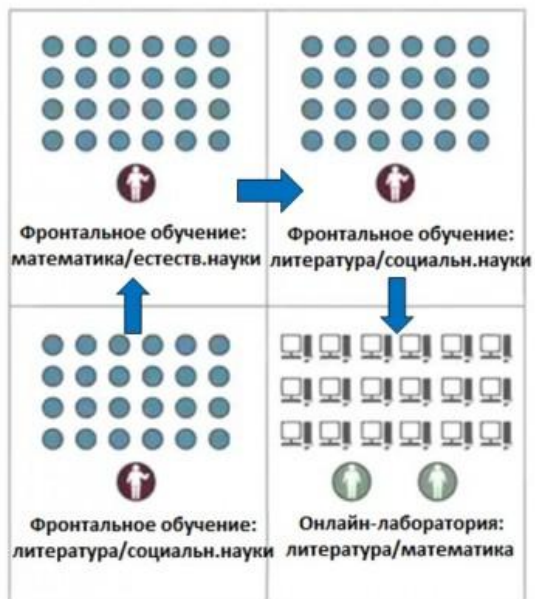 Фронтальное обучение:
математика/естеств.науки
Фронтальное обучение:
литература/социальн.науки
Фронтальное обучение:
литература/социальн.науки
Онлайн-лаборатория:
литература/математика